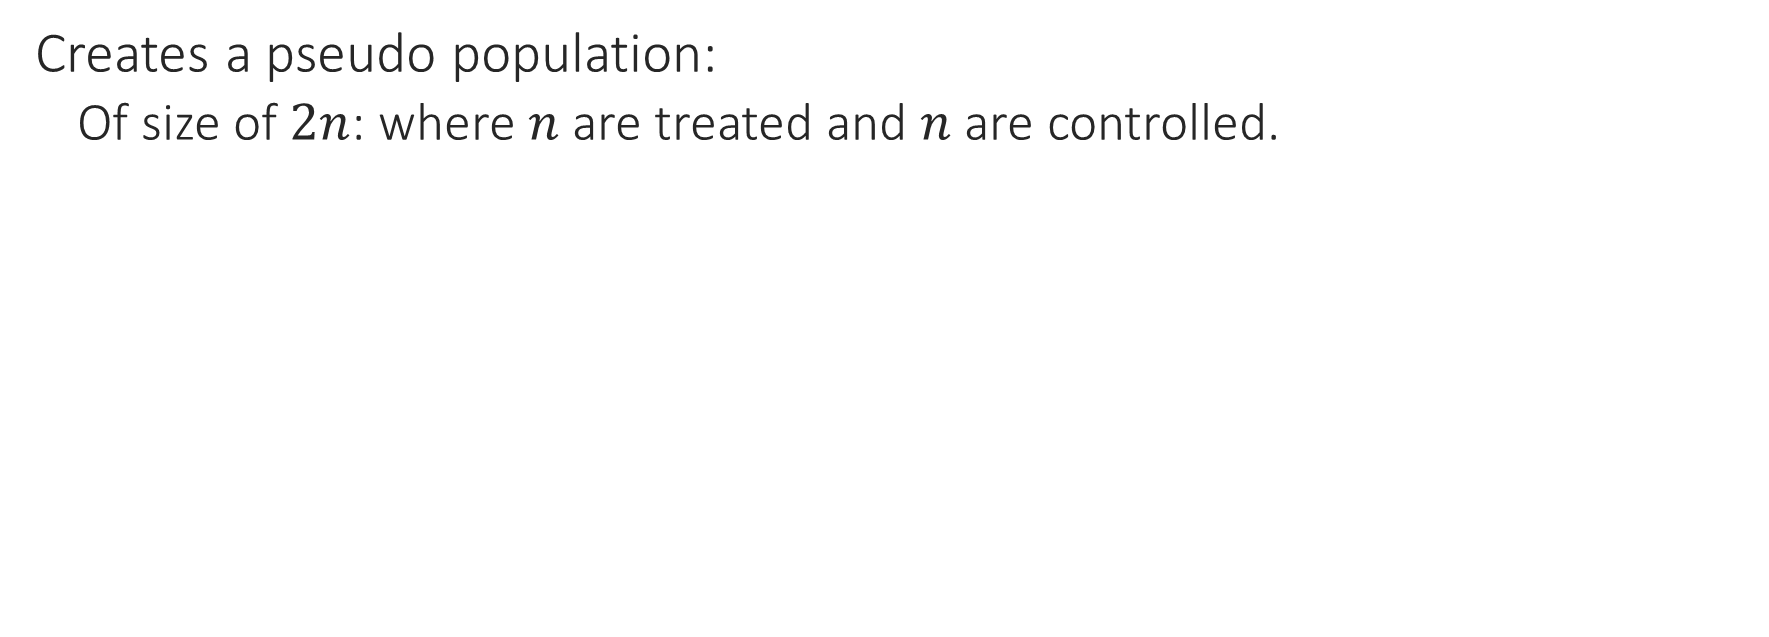 Creates a pseudo population:
Of size of 2n: where n are treated and n are controlled.